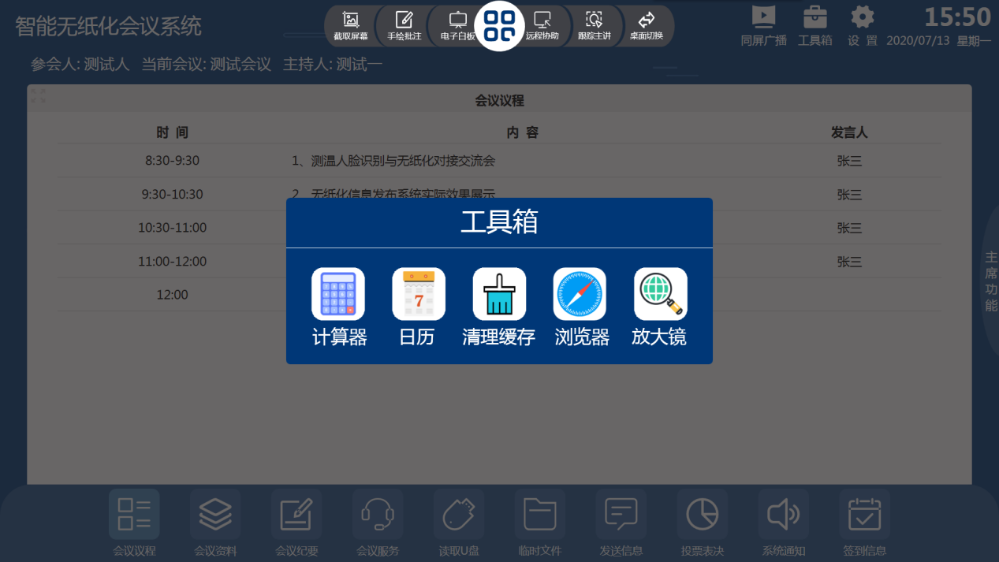 智能无纸化会议系统
截取屏幕
手绘批注
电子白板
远程协助
跟踪主讲
桌面切换
同屏广播
工具箱
设 置
15:50
2020/07/13 星期一
参会人: 测试人 当前会议: 测试会议 主持人: 测试一
会议议程
时 间 内 容 发言人
8:30-9:30 1、测温人脸识别与无纸化对接交流会 张三
9:30-10:30 2、无纸化信息发布系统实际效果展示 张三
10:30-11:00 张三
11:00-12:00 张三
12:00
工具箱
7
计算器 日历 清理缓存 浏览器 放大镜
主席功能
会议议程 会议资料 会议纪要 会议服务 读取U盘 临时文件 发送信息 投票表决 系统通知 签到信息